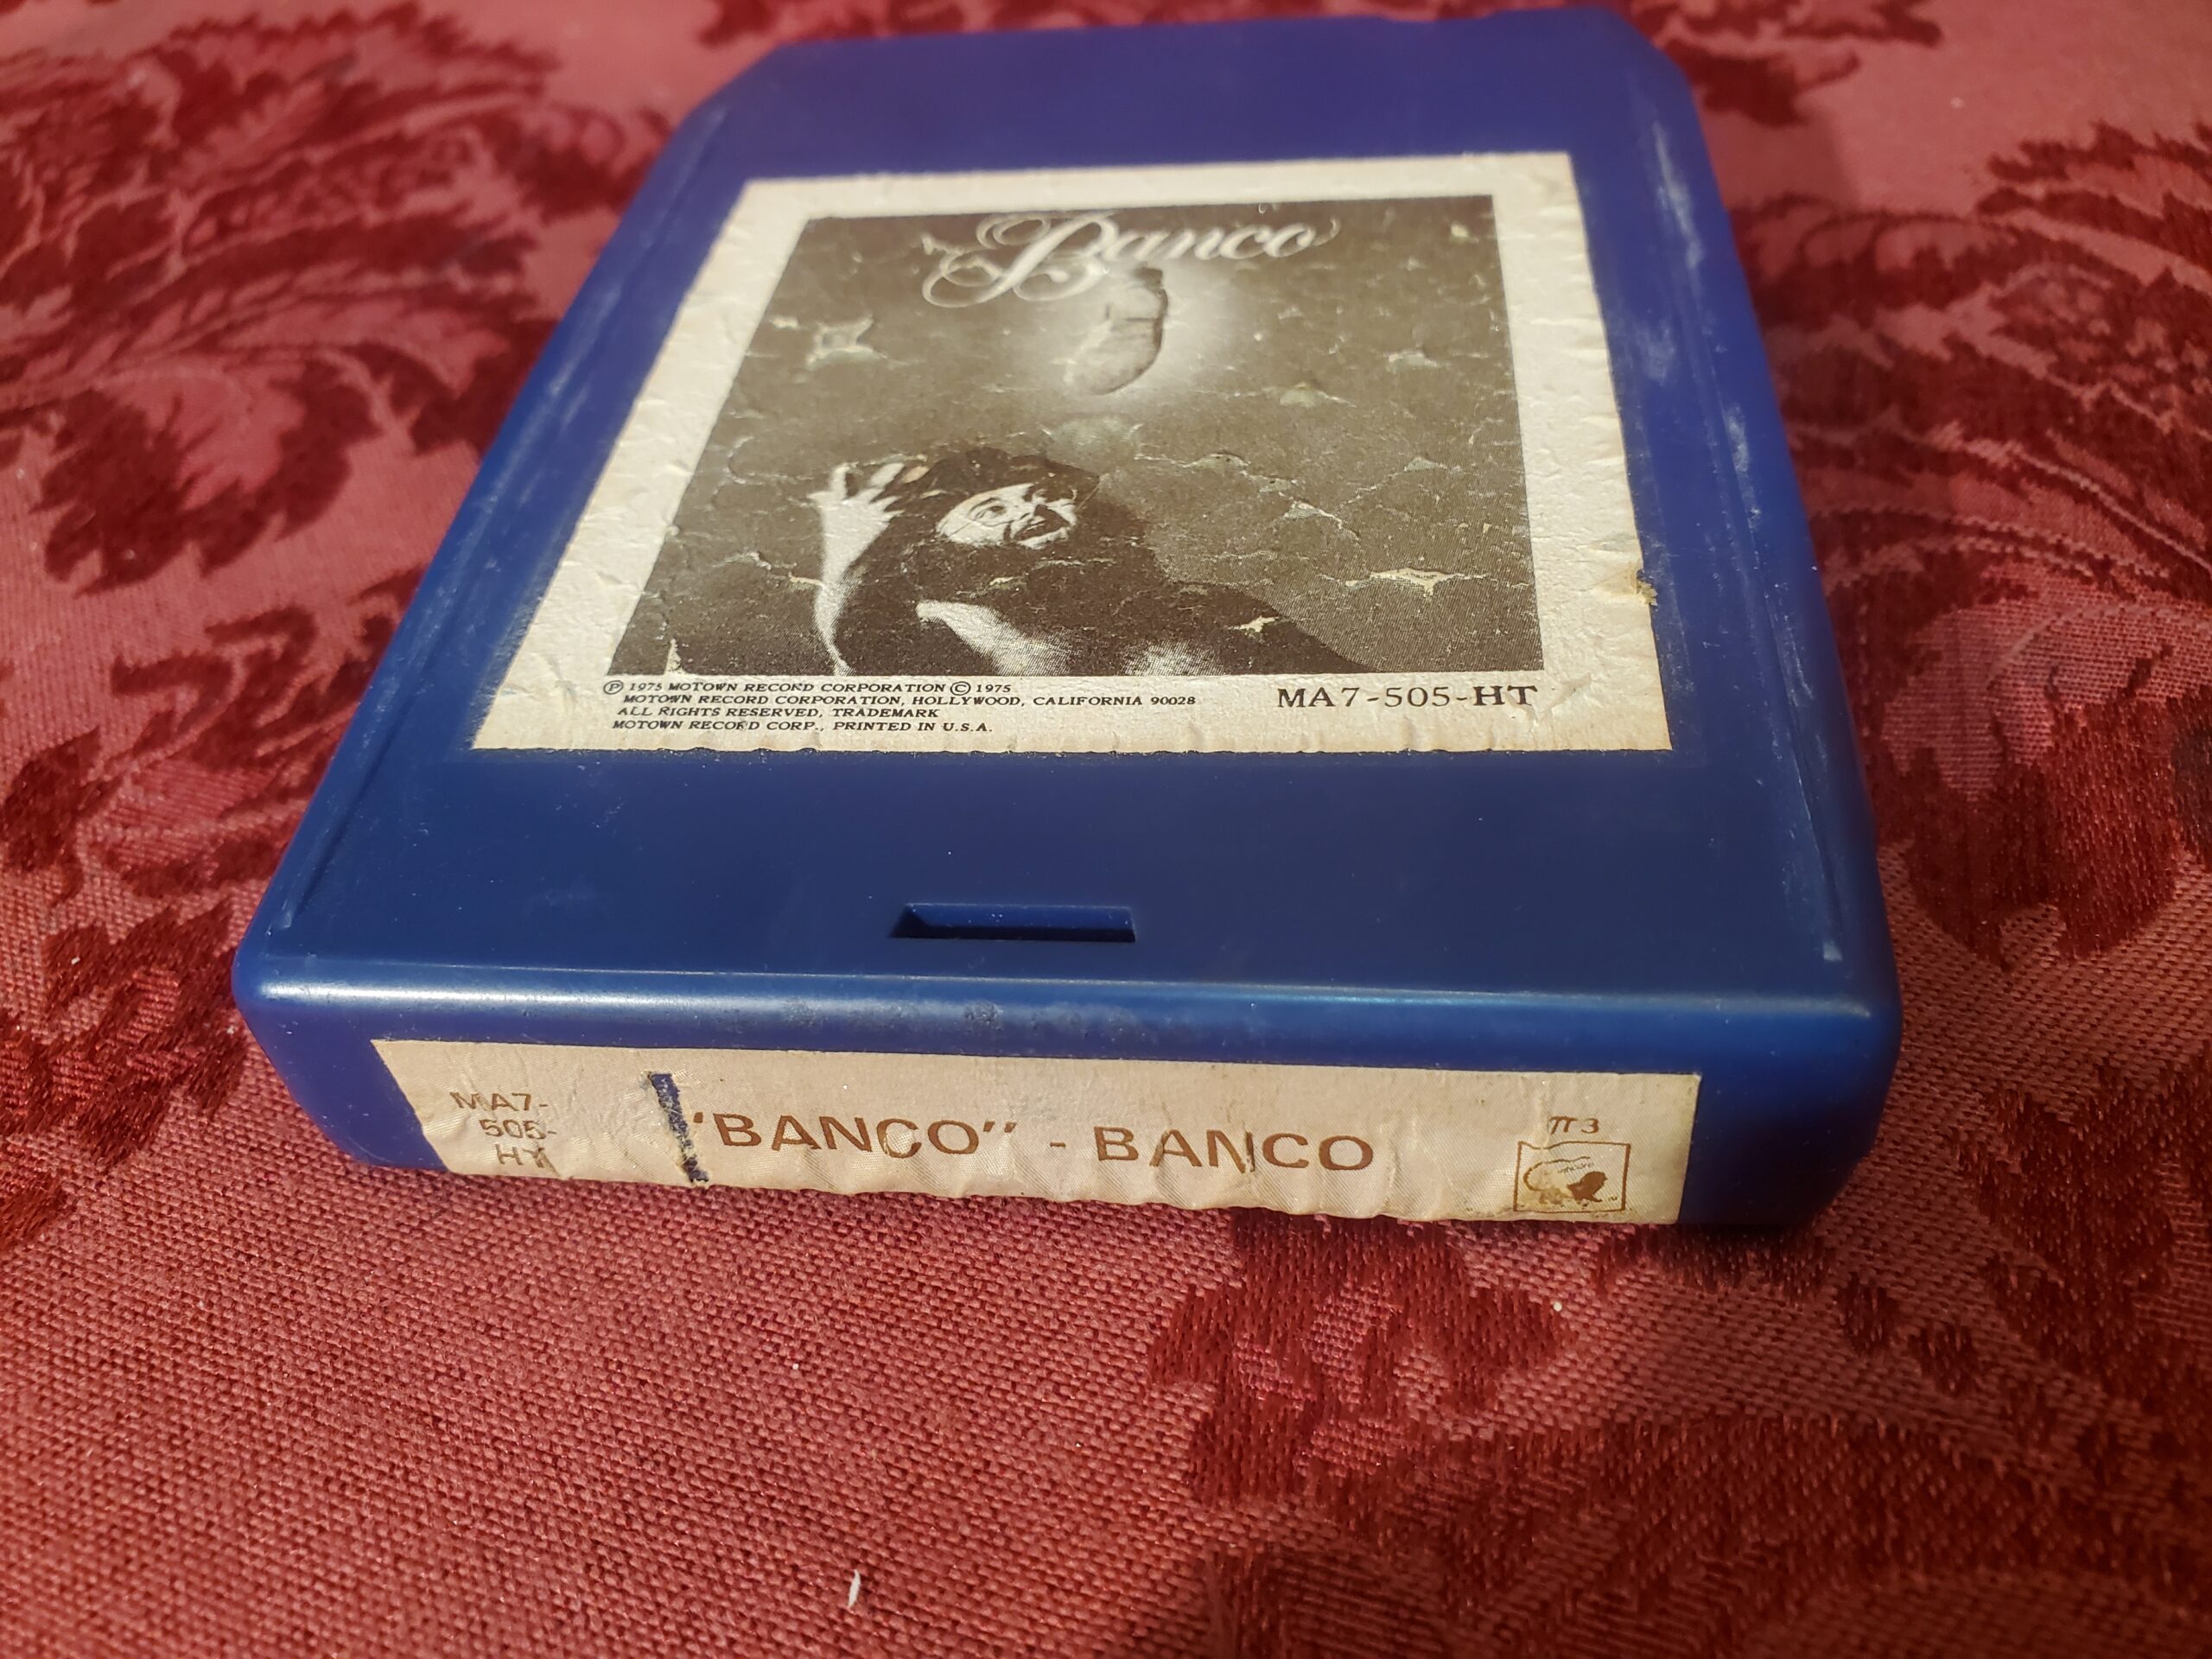 Banco
Ⓟ 1975 MOTOWN RECORD CORPORATION © 1975
MOTOWN RECORD CORPORATION, HOLLYWOOD, CALIFORNIA 90028
ALL RIGHTS RESERVED, TRADEMARK
MOTOWN RECORD CORP., PRINTED IN U.S.A.
MA7-505-HT
MA7-
505-
HT
"BANCO" - BANCO
π3